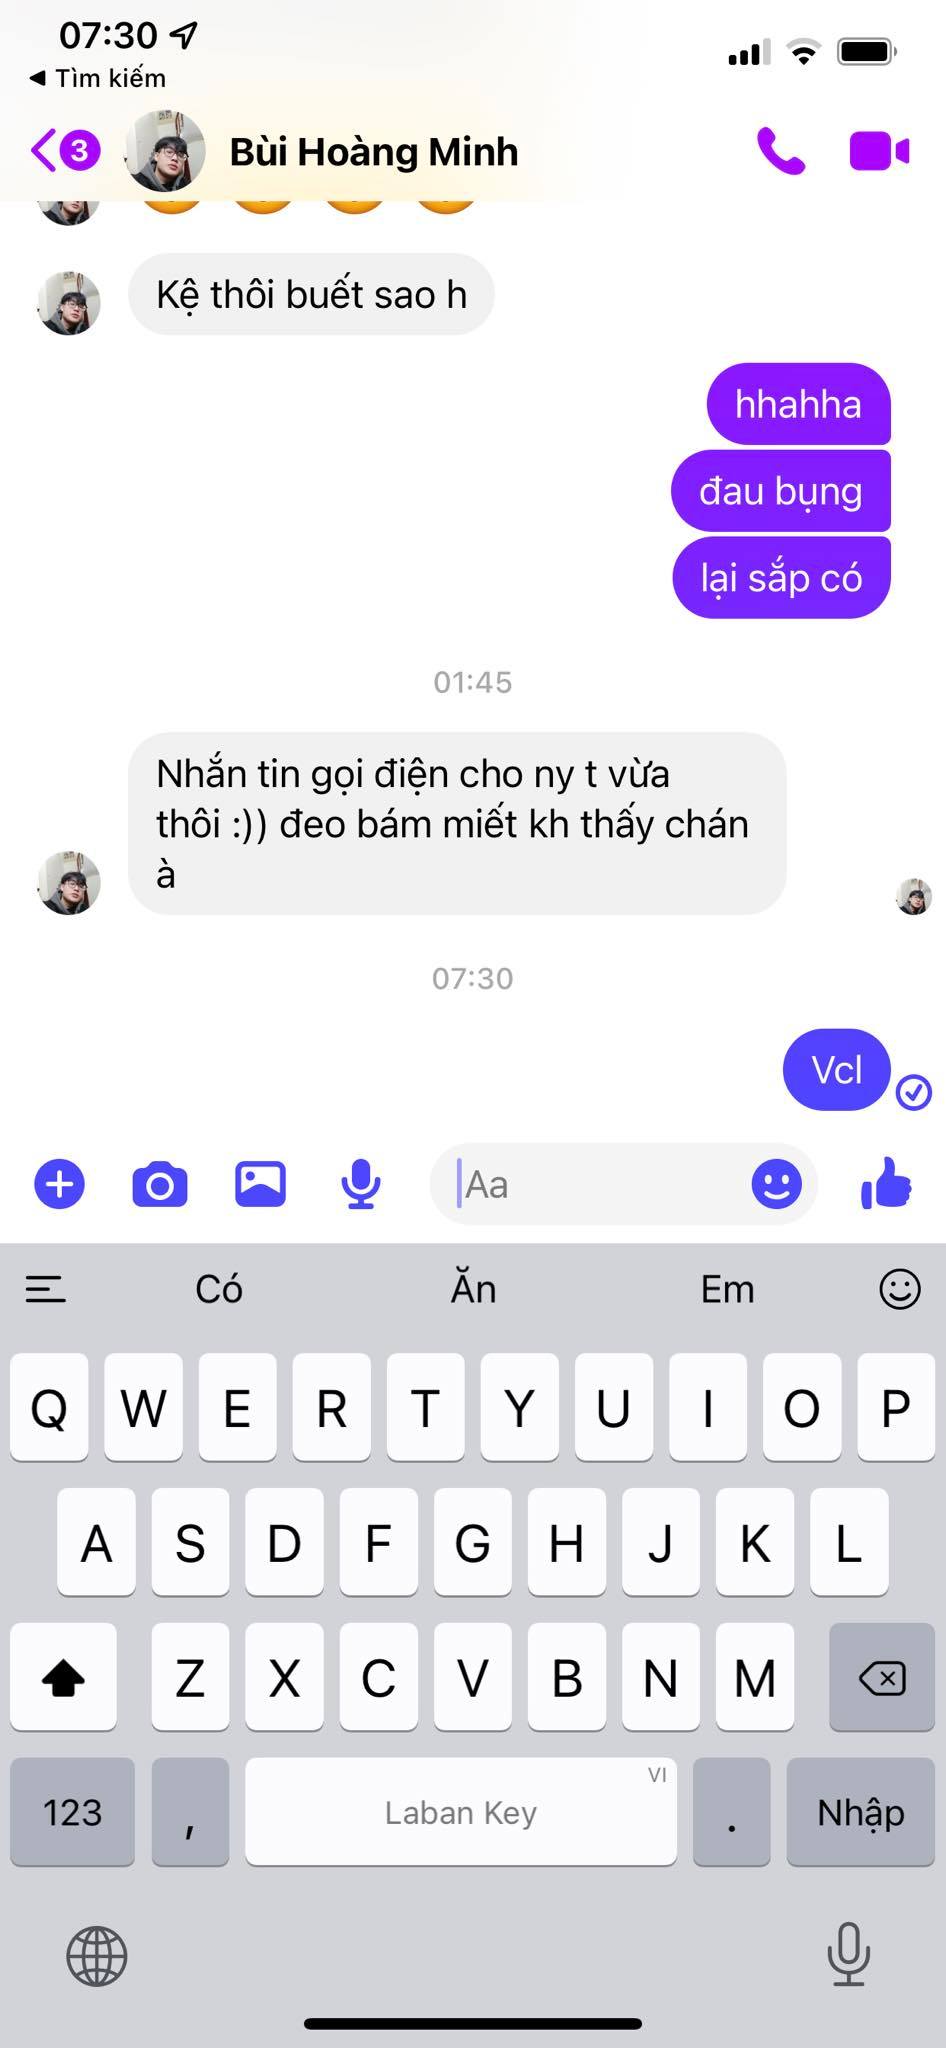 07:30
Tìm kiếm
3
Bùi Hoàng Minh
Kệ thôi buết sao h
hhahha
đau bụng
lại sắp có
01:45
Nhắn tin gọi điện cho ny t vừa
thôi :)) đeo bám miết kh thấy chán
à
07:30
Vcl
Aa
Có Ăn Em
Q W E R T Y U I O P
A S D F G H J K L
Z X C V B N M
123 , Laban Key VI . Nhập